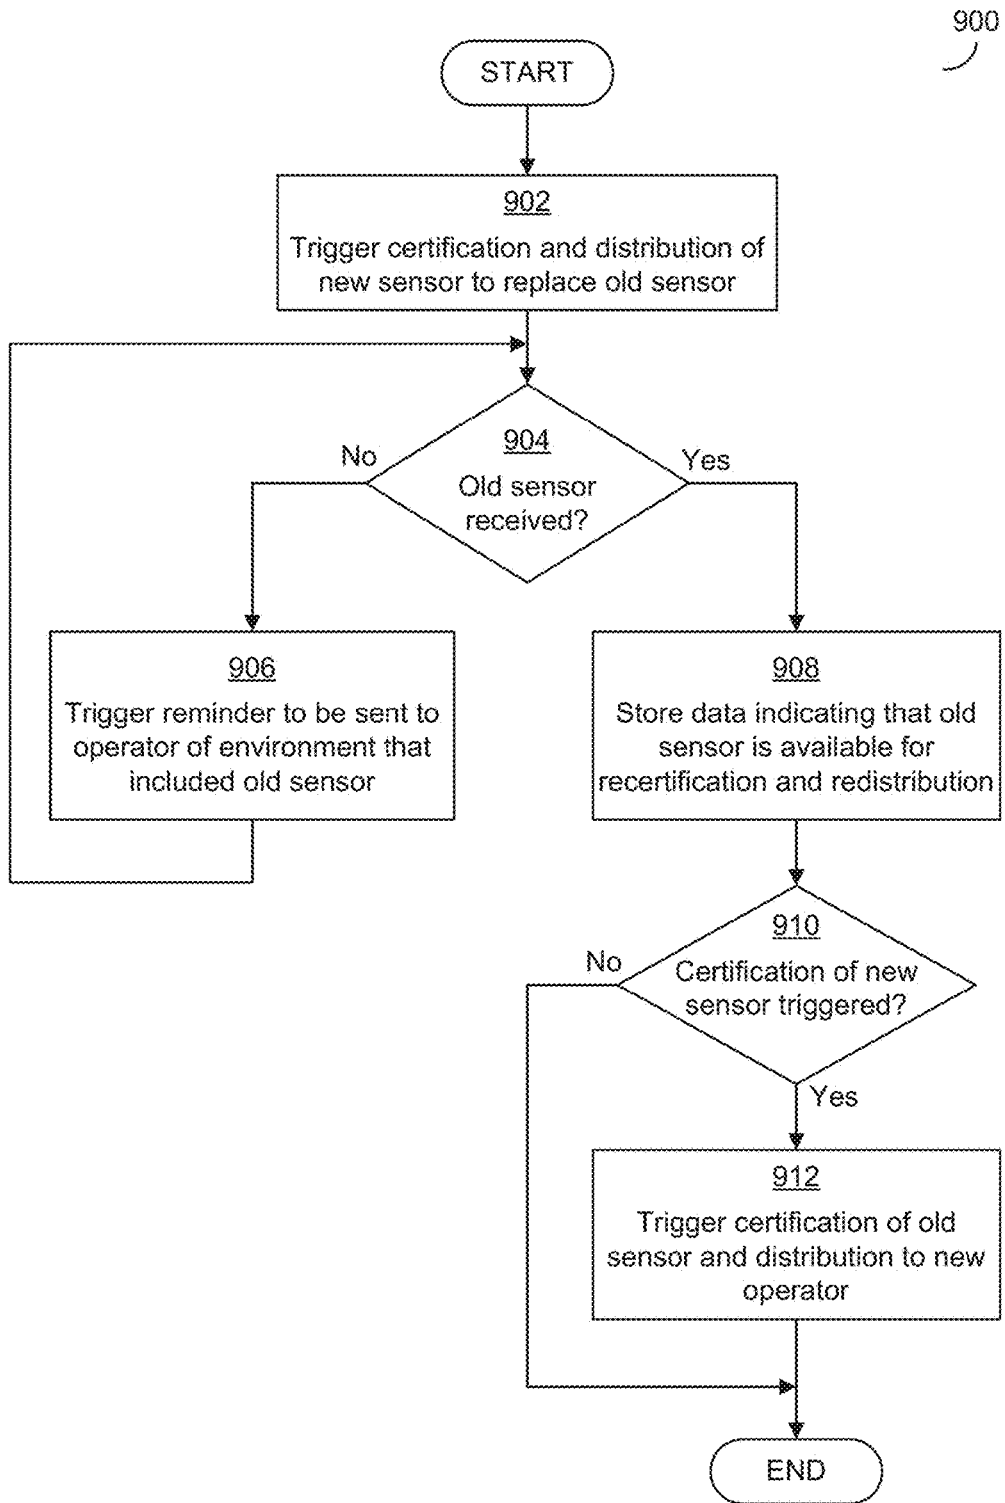 900
START
902
Trigger certification and distribution of
new sensor to replace old sensor
904
No
Yes
Old sensor
received?
906
Trigger reminder to be sent to
operator of environment that
included old sensor
908
Store data indicating that old
sensor is available for
recertification and redistribution
910
No
Certification of new
sensor triggered?
Yes
912
Trigger certification of old
sensor and distribution to new
operator
END